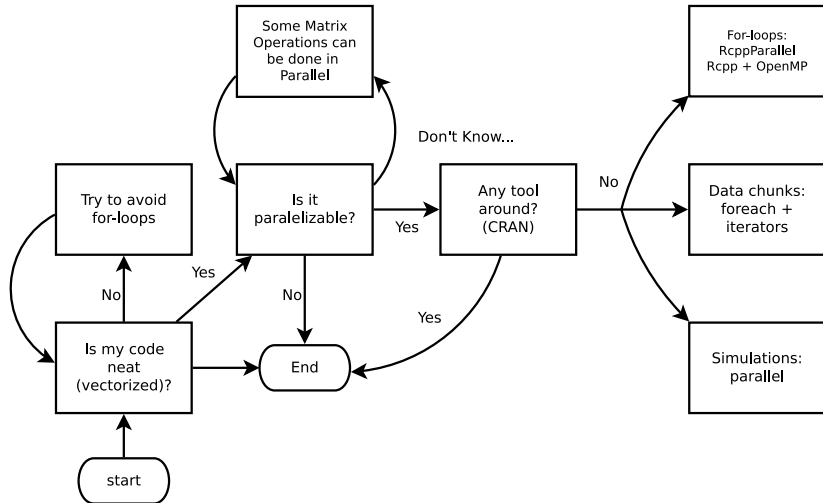 Some Matrix
Operations can
be done in
Parallel
For-loops:
RcppParallel
Rcpp + OpenMP
Don't Know...
Try to avoid
for-loops
Is it
paralelizable?
Yes
Any tool
around?
(CRAN)
No
Data chunks:
foreach +
iterators
No
Yes
No
Yes
Is my code
neat
(vectorized)?
End
Simulations:
parallel
start